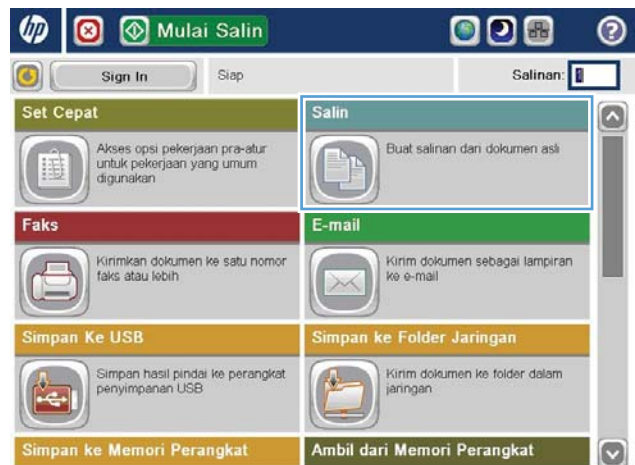 hp Mulai Salin ?
Sign In Siap Salinan: 1
Set Cepat
Akses opsi pekerjaan pra-atur
untuk pekerjaan yang umum
digunakan
Salin
Buat salinan dari dokumen asli
Faks
Kirimkan dokumen ke satu nomor
faks atau lebih
E-mail
Kirim dokumen sebagai lampiran
ke e-mail
Simpan Ke USB
Simpan hasil pindai ke perangkat
penyimpanan USB
Simpan ke Folder Jaringan
Kirim dokumen ke folder dalam
jaringan
Simpan ke Memori Perangkat
Ambil dari Memori Perangkat